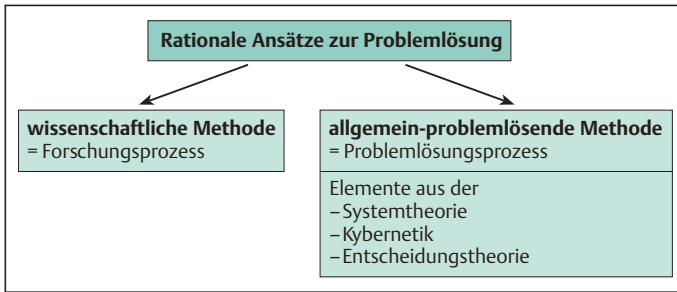 Rationale Ansätze zur Problemlösung
wissenschaftliche Methode
= Forschungsprozess
allgemein-problemlösende Methode
= Problemlösungsprozess
Elemente aus der
–Systemtheorie
–Kybernetik
–Entscheidungstheorie